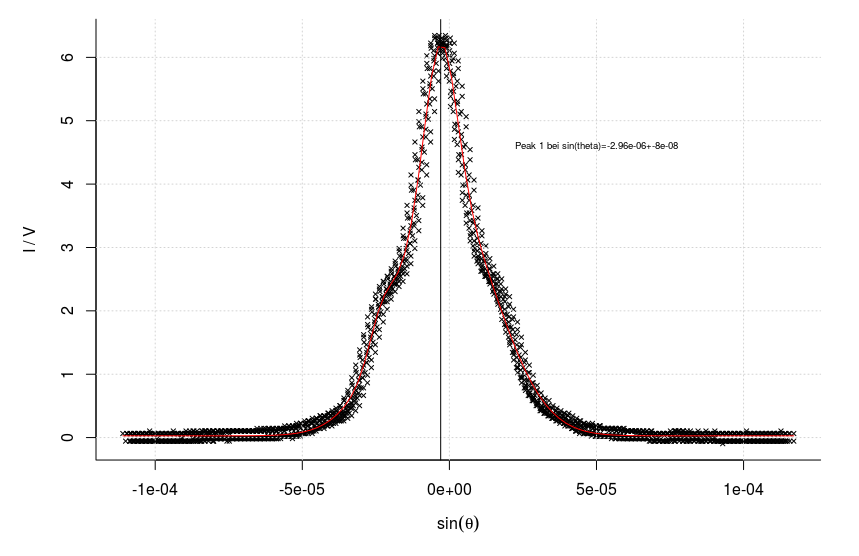 6
5
4
3
2
1
0
I / V
Peak 1 bei sin(theta)=-2.96e-06+-8e-08
-1e-04 -5e-05 0e+00 5e-05 1e-04
sin(θ)